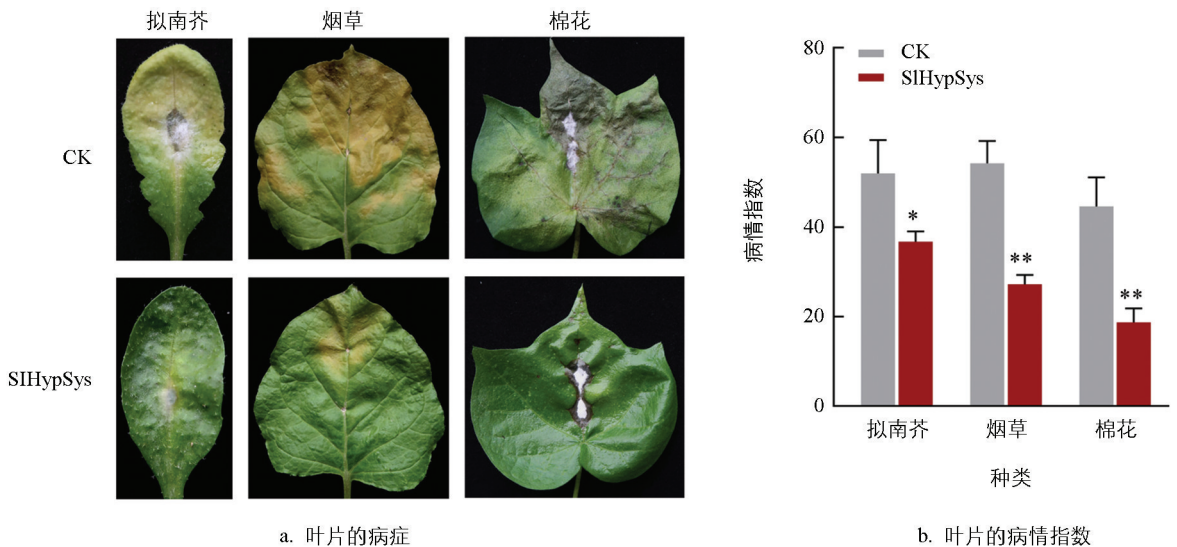 拟南芥 烟草 棉花
CK
SlHypSys
a. 叶片的病症
80
60
40
20
0
病情指数
CK
SlHypSys
*
**
**
拟南芥 烟草 棉花
种类
b. 叶片的病情指数